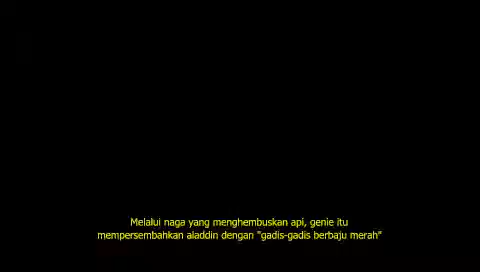 Melalui naga yang menghembuskan api, genie itu
mempersembahkan aladdin dengan "gadis-gadis berbaju merah"